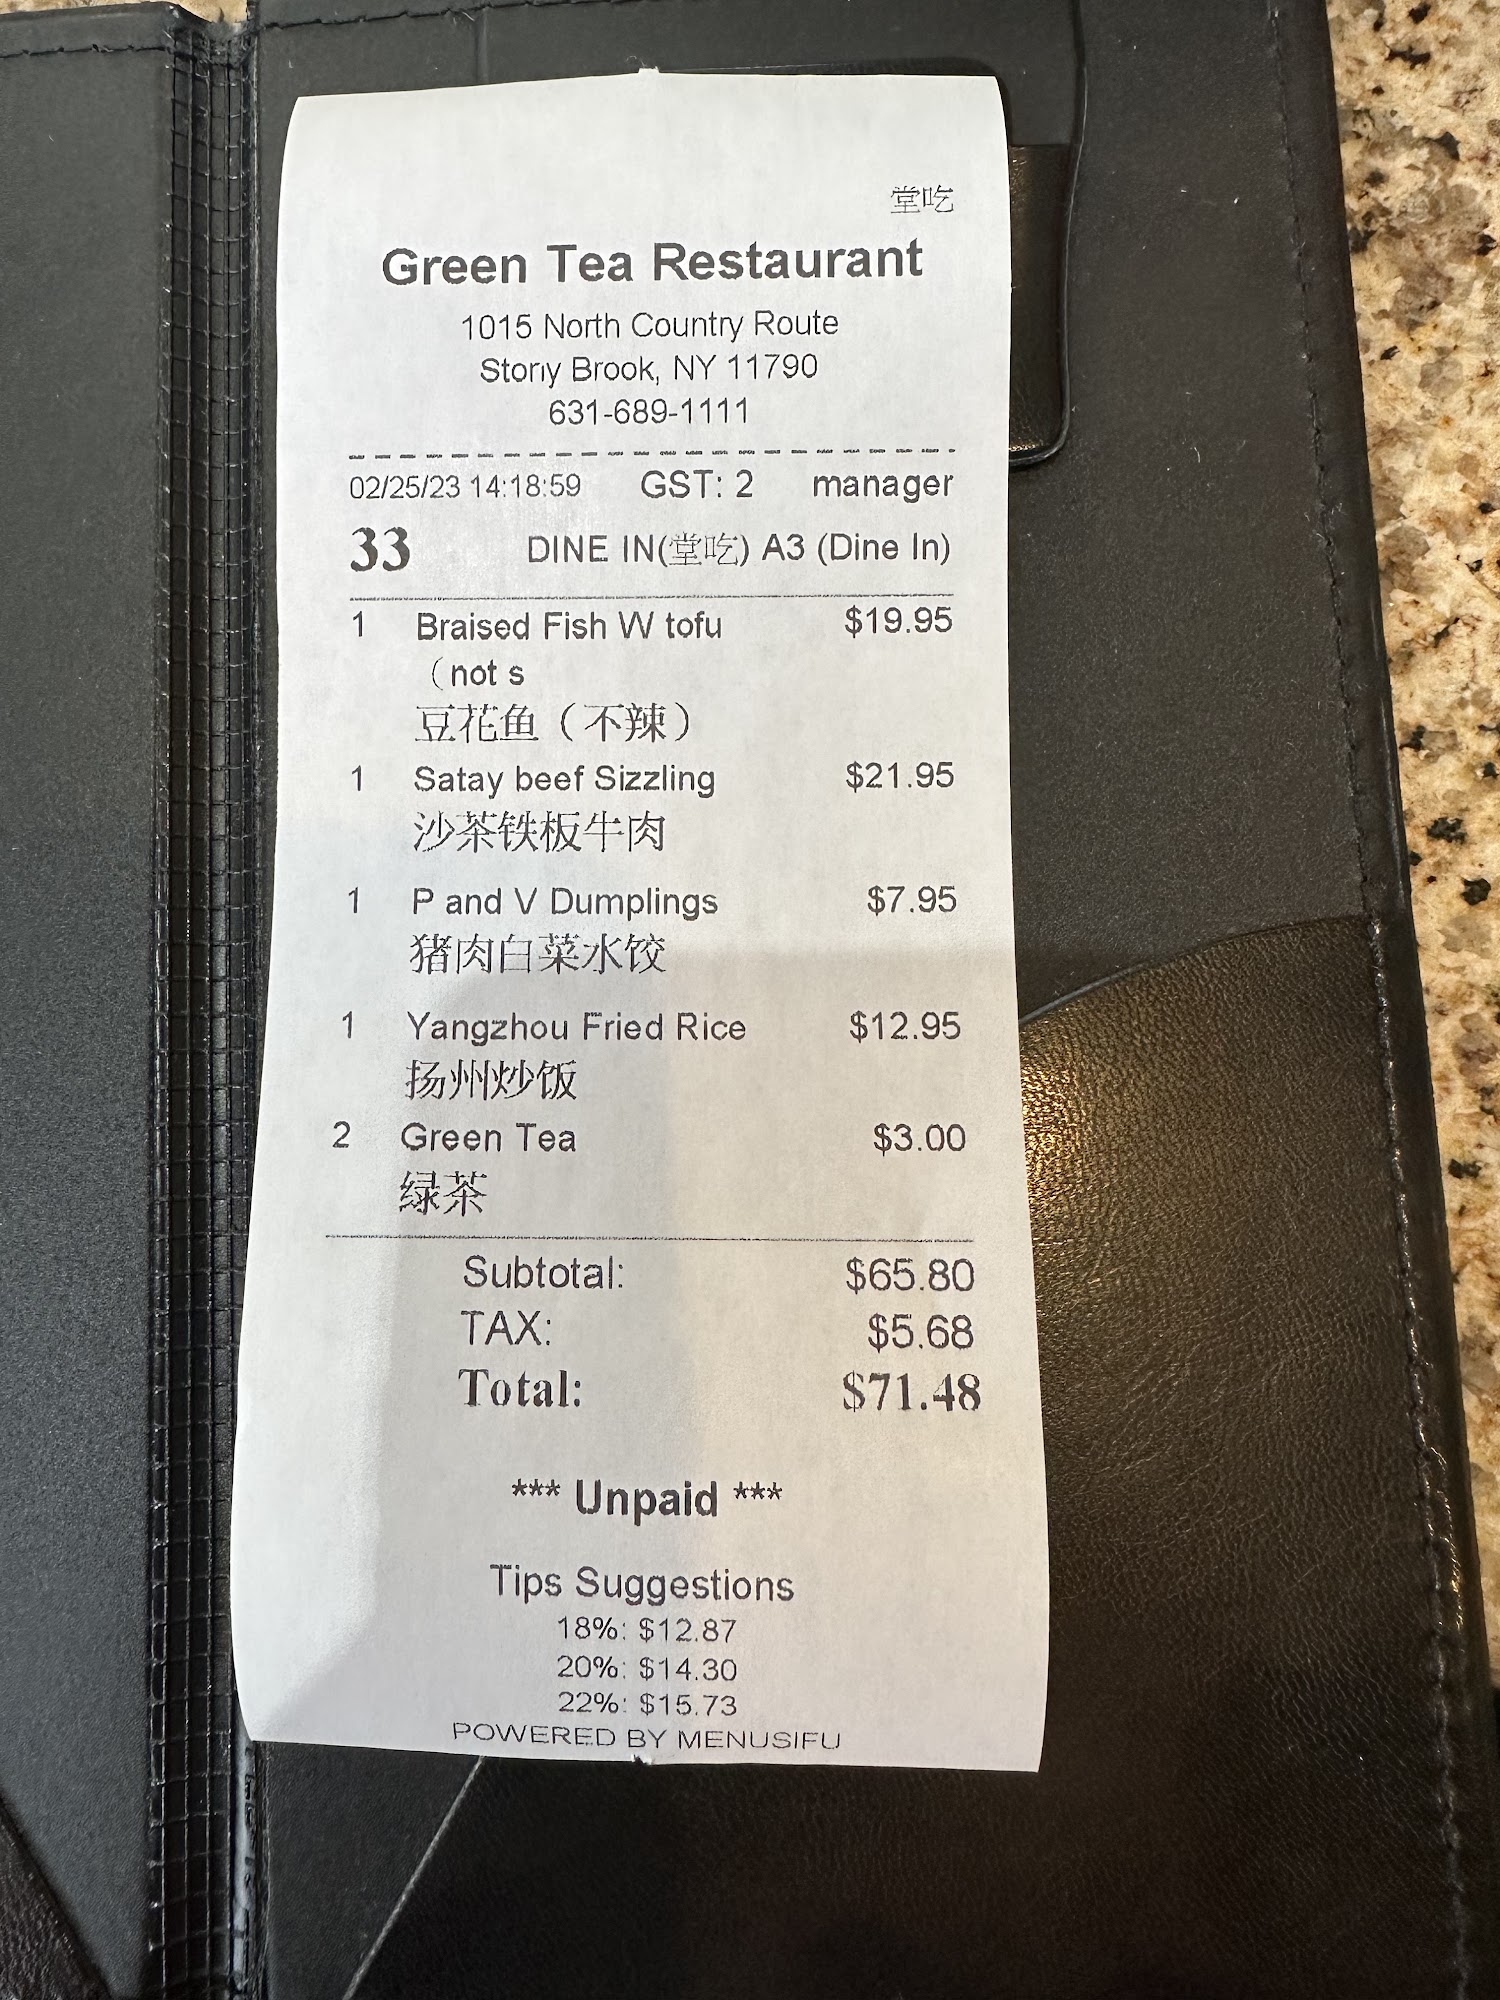 堂吃
Green Tea Restaurant
1015 North Country Route
Stony Brook, NY 11790
631-689-1111
02/25/23 14:18:59 GST: 2 manager
33 DINE IN(堂吃) A3 (Dine In)
1 Braised Fish W tofu $19.95
（not s
豆花鱼（不辣）
1 Satay beef Sizzling $21.95
沙茶铁板牛肉
1 P and V Dumplings $7.95
猪肉白菜水饺
1 Yangzhou Fried Rice $12.95
扬州炒饭
2 Green Tea $3.00
绿茶
Subtotal: $65.80
TAX: $5.68
Total: $71.48
*** Unpaid ***
Tips Suggestions
18%: $12.87
20%: $14.30
22%: $15.73
POWERED BY MENUSIFU